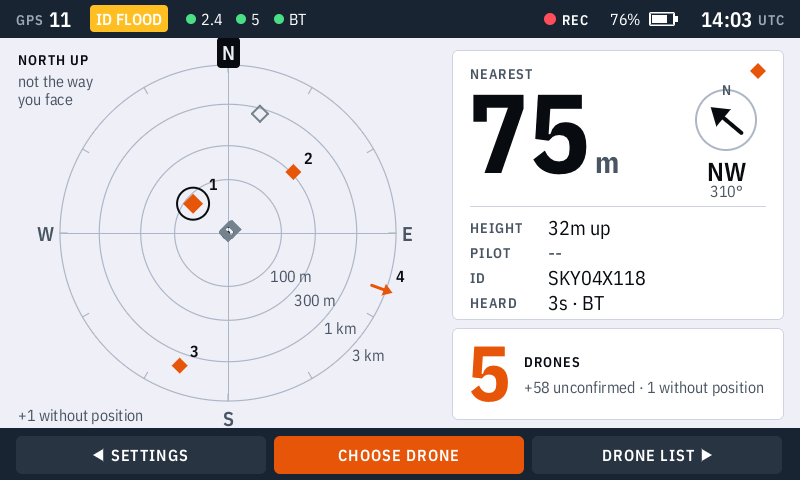 GPS 11 ID FLOOD 2.4 5 BT REC 76% 14:03 UTC
NORTH UP
not the way
you face
N
W
E
S
1
2
3
4
100 m
300 m
1 km
3 km
+1 without position
NEAREST
75 m
N
NW
310°
HEIGHT 32m up
PILOT --
ID SKY04X118
HEARD 3s · BT
5 DRONES
+58 unconfirmed · 1 without position
◀ SETTINGS
CHOOSE DRONE
DRONE LIST ▶